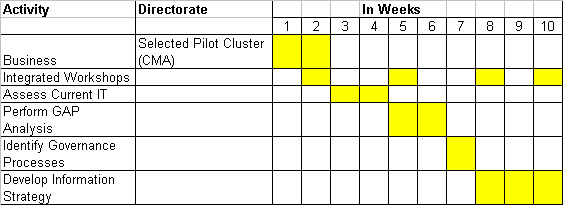 Activity Directorate In Weeks
1 2 3 4 5 6 7 8 9 10
Selected Pilot Cluster
Business (CMA)
Integrated Workshops
Assess Current IT
Perform GAP
Analysis
Identify Governance
Processes
Develop Information
Strategy